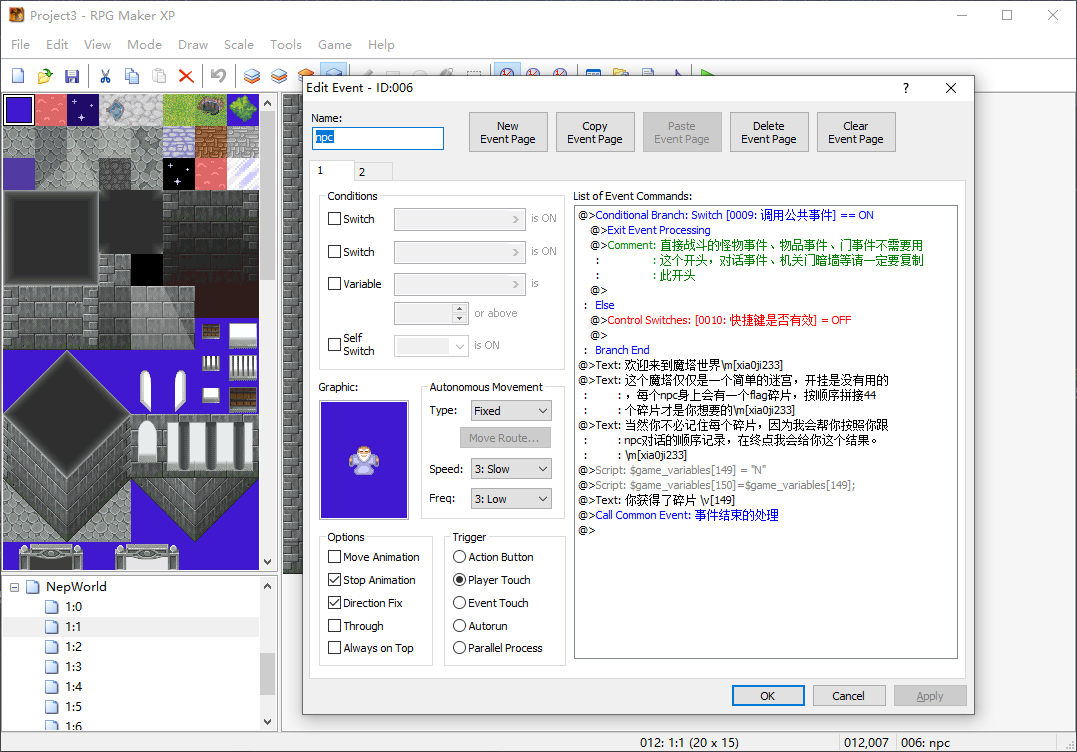 Project3 - RPG Maker XP
File Edit View Mode Draw Scale Tools Game Help
Edit Event - ID:006
?
Name:
npc
New
Event Page
Copy
Event Page
Paste
Event Page
Delete
Event Page
Clear
Event Page
1 2
Conditions
Switch is ON
Switch is ON
Variable is
or above
Self
Switch
is ON
Graphic:
Autonomous Movement
Type: Fixed
Move Route...
Speed: 3: Slow
Freq: 3: Low
Options
Move Animation
Stop Animation
Direction Fix
Through
Always on Top
Trigger
Action Button
Player Touch
Event Touch
Autorun
Parallel Process
List of Event Commands:
@>Conditional Branch: Switch [0009: 调用公共事件] == ON
@>Exit Event Processing
@>Comment: 直接战斗的怪物事件、物品事件、门事件不需要用
: : 这个开头，对话事件、机关门暗墙等请一定要复制
: : 此开头
@>
: Else
@>Control Switches: [0010: 快捷键是否有效] = OFF
@>
: Branch End
@>Text: 欢迎来到魔塔世界\m[xia0ji233]
@>Text: 这个魔塔仅仅是一个简单的迷宫，开挂是没有用的
: : ，每个npc身上会有一个flag碎片，按顺序拼接44
: : 个碎片才是你想要的\m[xia0ji233]
@>Text: 当然你不必记住每个碎片，因为我会帮你按照你跟
: : npc对话的顺序记录，在终点我会给你这个结果。
: : \m[xia0ji233]
@>Script: $game_variables[149] = "N"
@>Script: $game_variables[150]=$game_variables[149];
@>Text: 你获得了碎片 \v[149]
@>Call Common Event: 事件结束的处理
@>
OK Cancel Apply
NepWorld
1:0
1:1
1:2
1:3
1:4
1:5
1:6
012: 1:1 (20 x 15) 012,007 006: npc